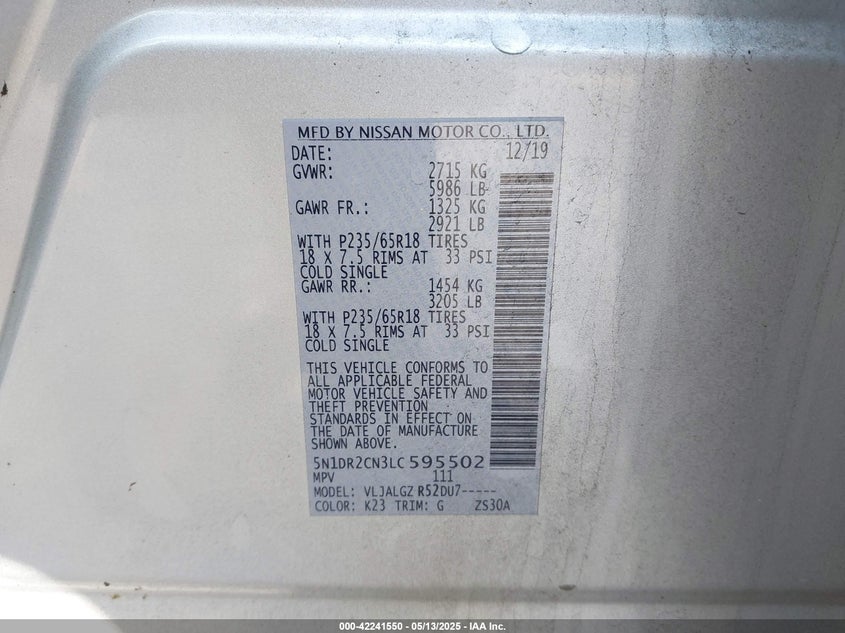 MFD BY NISSAN MOTOR CO., LTD.
DATE: 12/19
GVWR: 2715 KG
5986 LB
GAWR FR.: 1325 KG
2921 LB
WITH P235/65R18 TIRES
18 X 7.5 RIMS AT 33 PSI
COLD SINGLE
GAWR RR.: 1454 KG
3205 LB
WITH P235/65R18 TIRES
18 X 7.5 RIMS AT 33 PSI
COLD SINGLE
THIS VEHICLE CONFORMS TO
ALL APPLICABLE FEDERAL
MOTOR VEHICLE SAFETY AND
THEFT PREVENTION
STANDARDS IN EFFECT ON
THE DATE OF MANUFACTURE
SHOWN ABOVE.
5N1DR2CN3LC595502
MPV 111
MODEL: VLJALGZ R52DU7-----
COLOR: K23 TRIM: G ZS30A
000-42241550 - 05/13/2025 - IAA Inc.